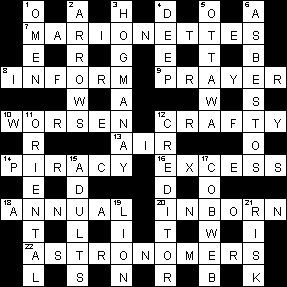 1 O 2 A 3 H 4 D 5 O 6 A
7 M A R I O N E T T E S
E R G E T B
8 I N F O R M 9 P R A Y E R
W A W S
10 W 11 O R S E N 12 C R A F T Y
R 13 A I R O
14 P I R 15 A C Y 16 E X 17 C E S S
E D D O
18 A N N U A 19 L 20 I N B O 21 R N
T L I T W I
22 A S T R O N O M E R S
L S N R B K